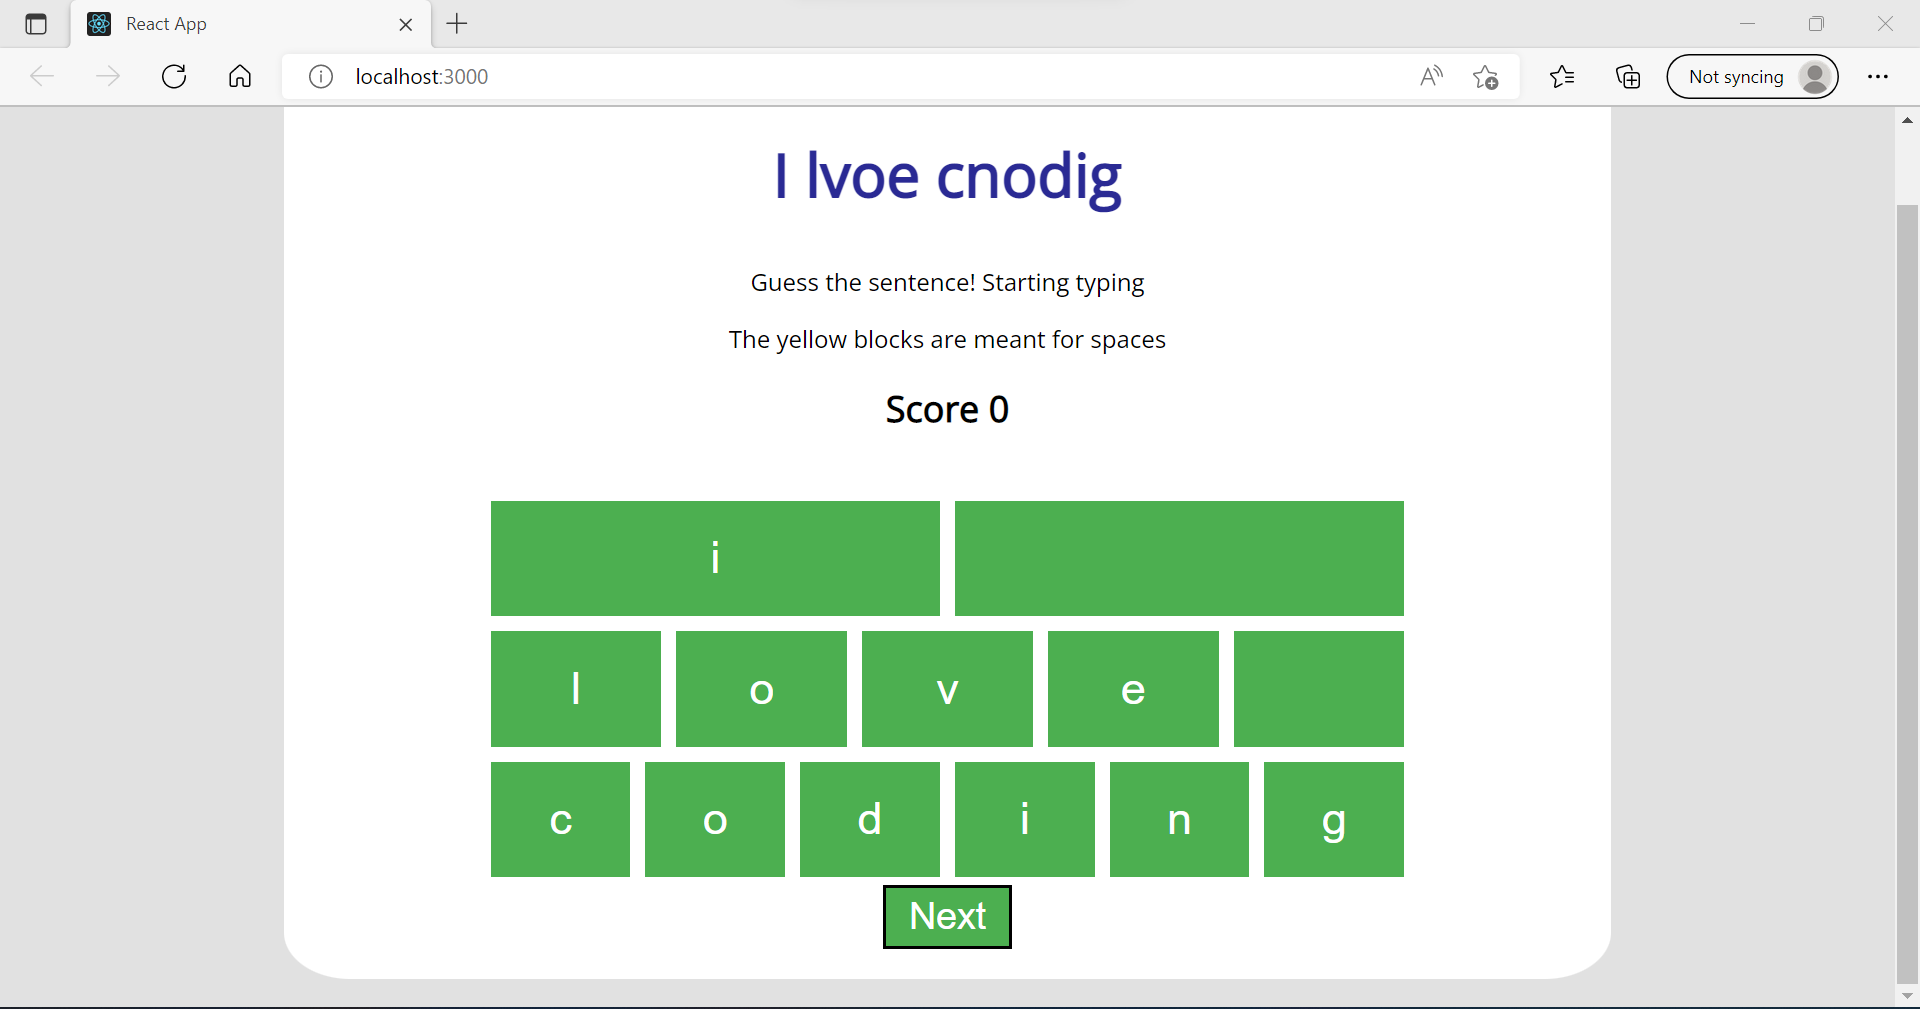 React App
localhost:3000
Not syncing
I lvoe cnodig
Guess the sentence! Starting typing
The yellow blocks are meant for spaces
Score 0
i
l o v e
c o d i n g
Next